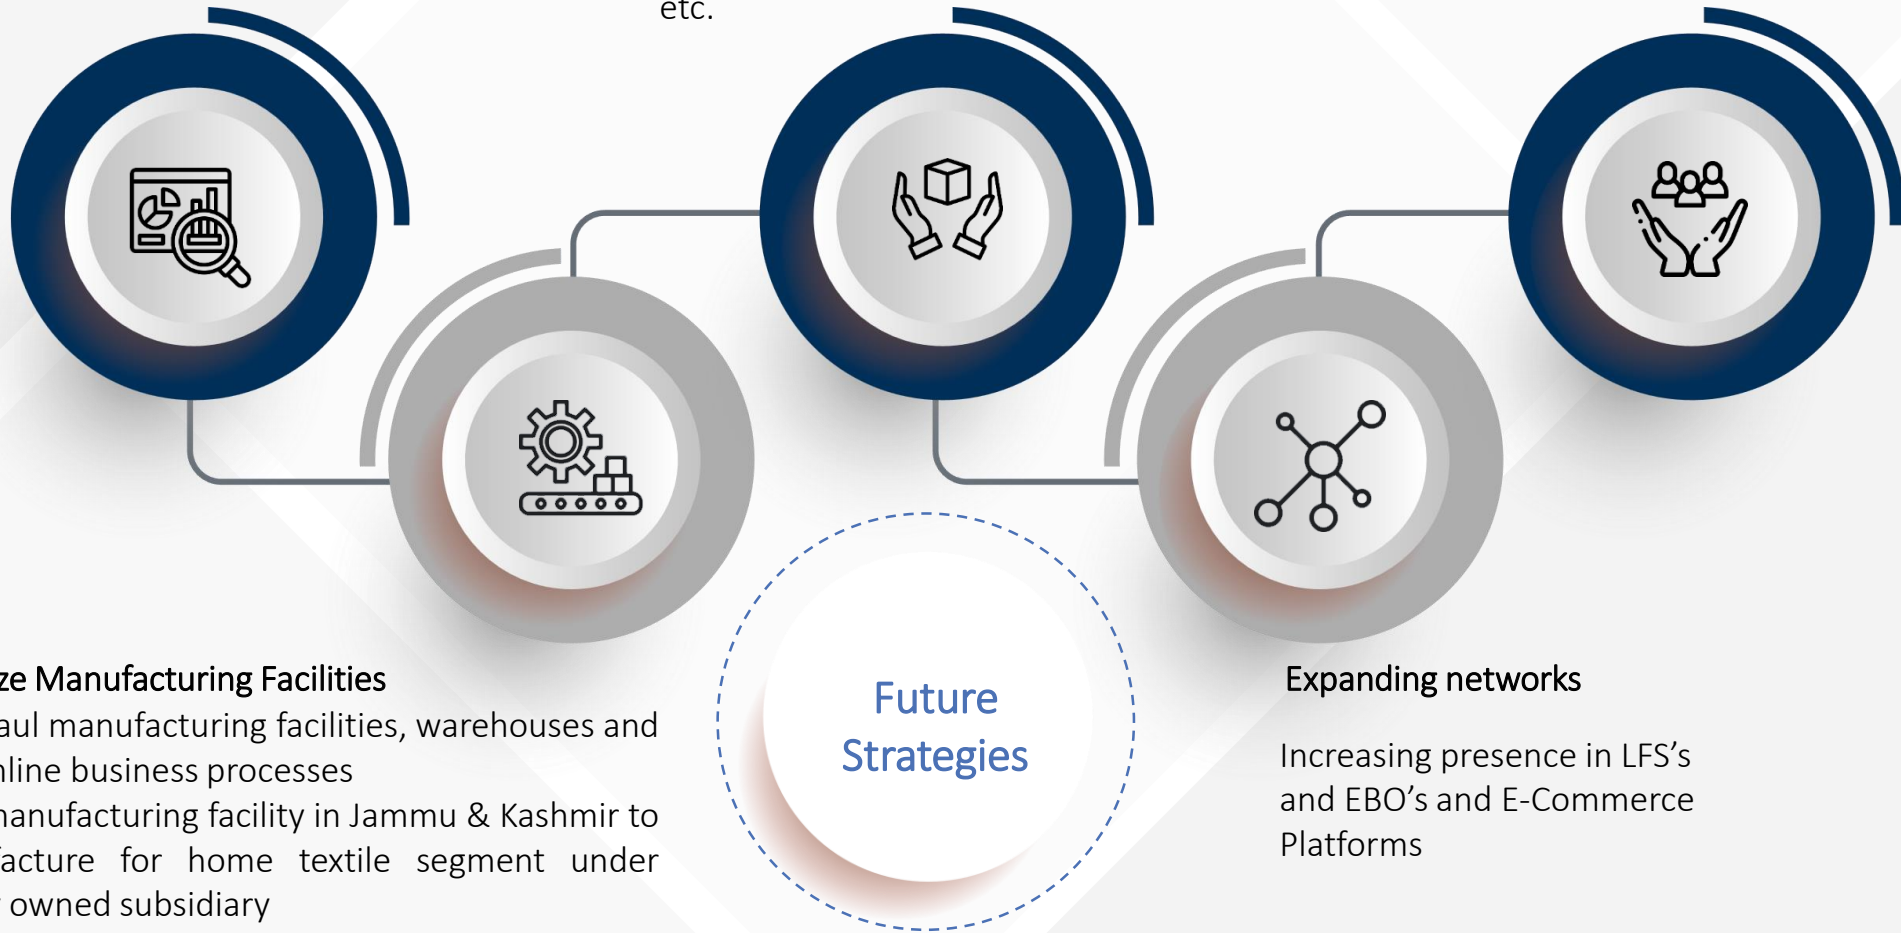 etc.
ze Manufacturing Facilities
aul manufacturing facilities, warehouses and
nline business processes
manufacturing facility in Jammu & Kashmir to
facture for home textile segment under
owned subsidiary
Future
Strategies
Expanding networks
Increasing presence in LFS’s
and EBO’s and E-Commerce
Platforms